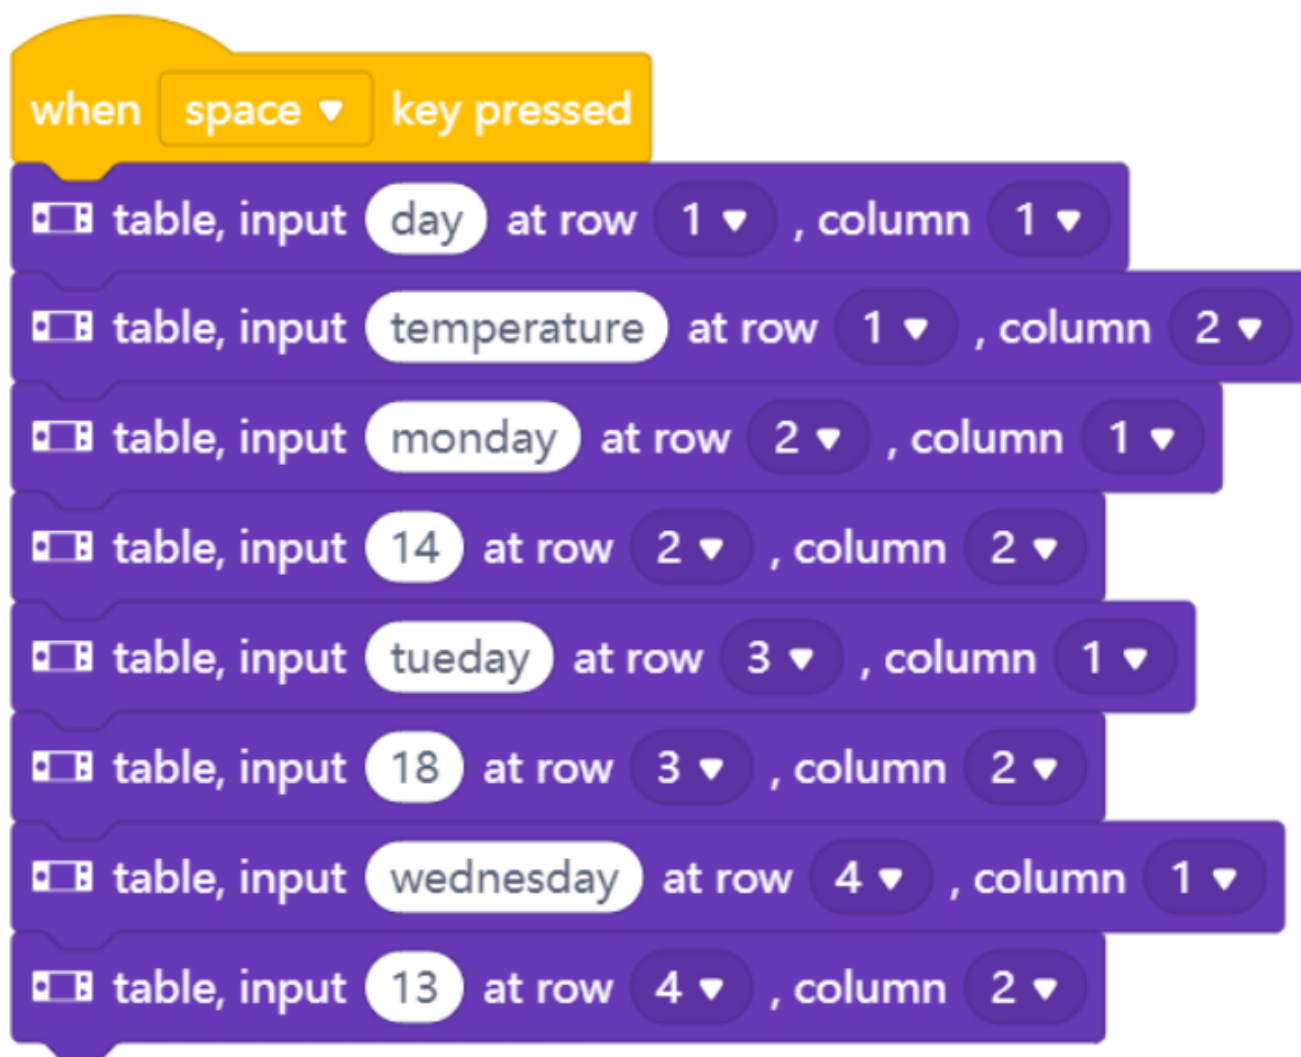 when space key pressed
table, input day at row 1 , column 1
table, input temperature at row 1 , column 2
table, input monday at row 2 , column 1
table, input 14 at row 2 , column 2
table, input tueday at row 3 , column 1
table, input 18 at row 3 , column 2
table, input wednesday at row 4 , column 1
table, input 13 at row 4 , column 2